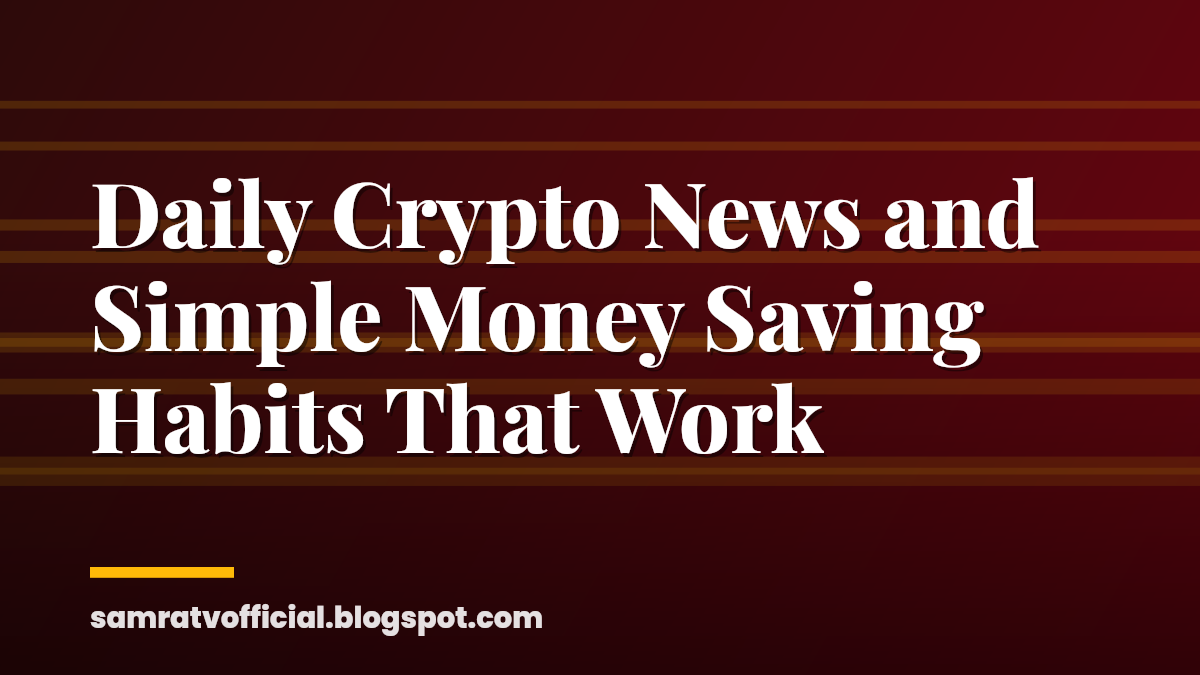 Daily Crypto News and
Simple Money Saving
Habits That Work
samratvofficial.blogspot.com